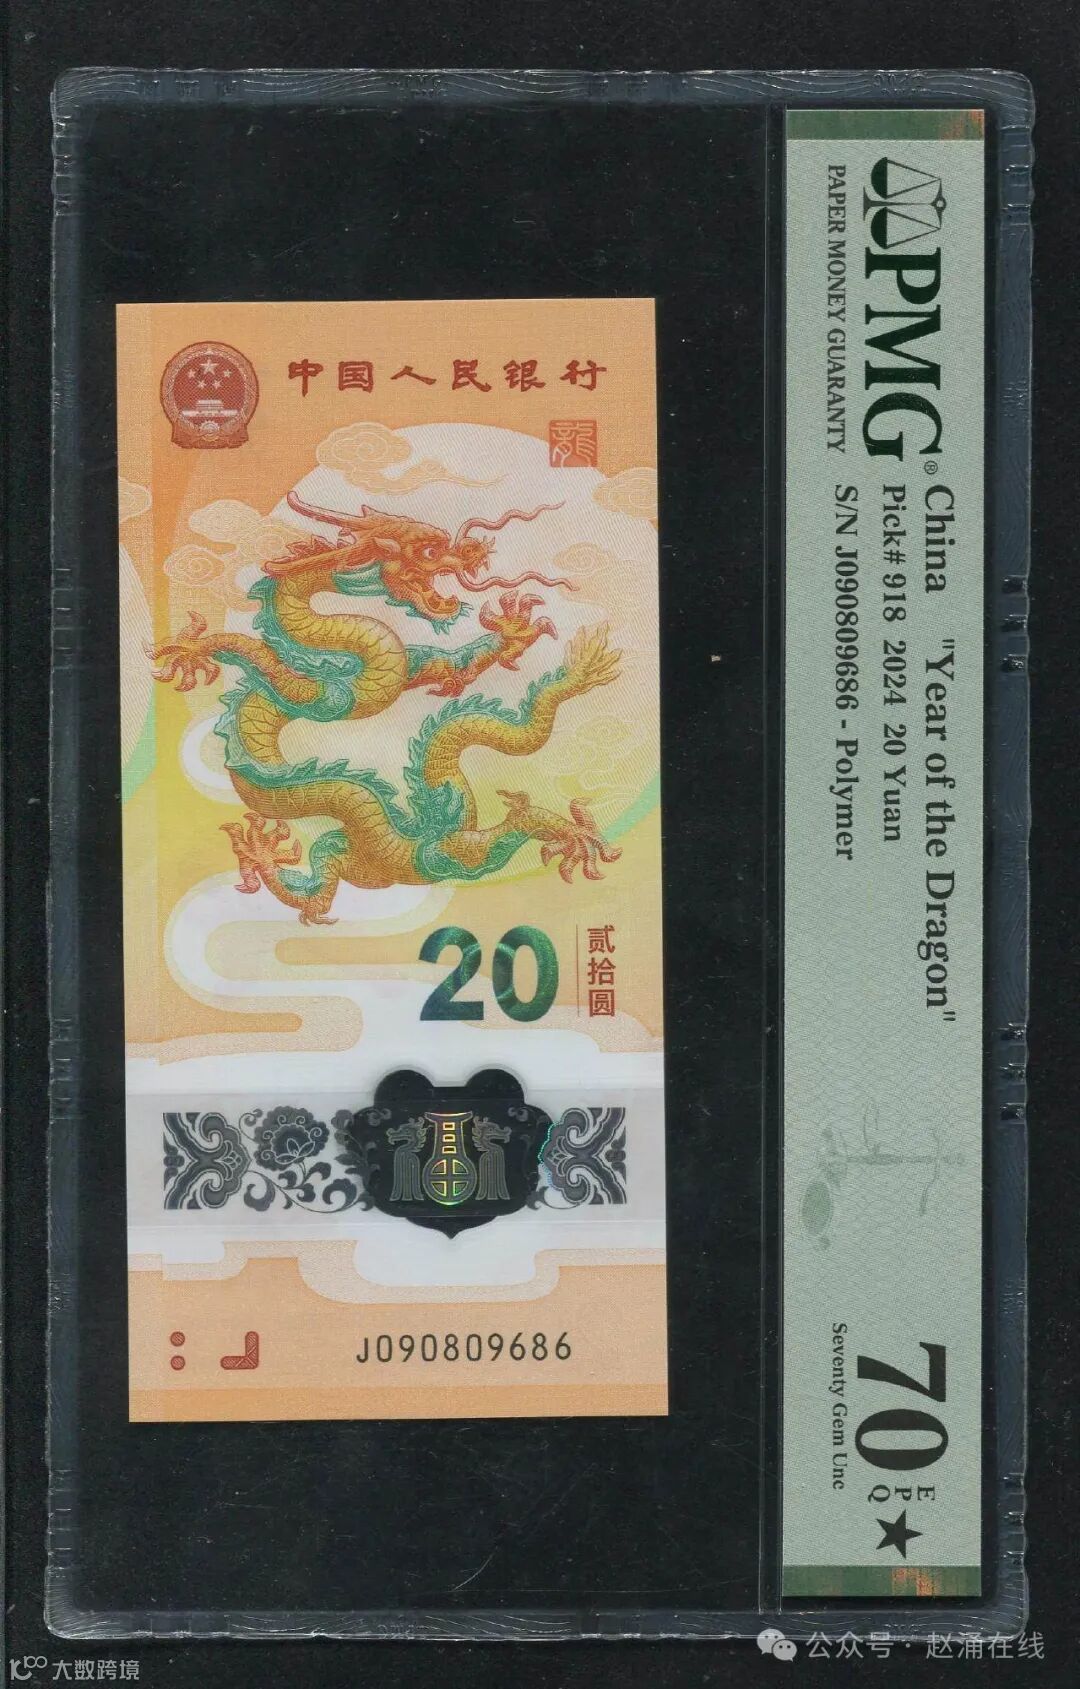 中国人民银行
龍
20
贰拾圆
J090809686
PMG®
PAPER MONEY GUARANTY
China "Year of the Dragon"
Pick# 918 2024 20 Yuan
S/N J090809686 - Polymer
70
EPQ
★
Seventy Gem Unc
公众号 · 赵涌在线
大数跨境